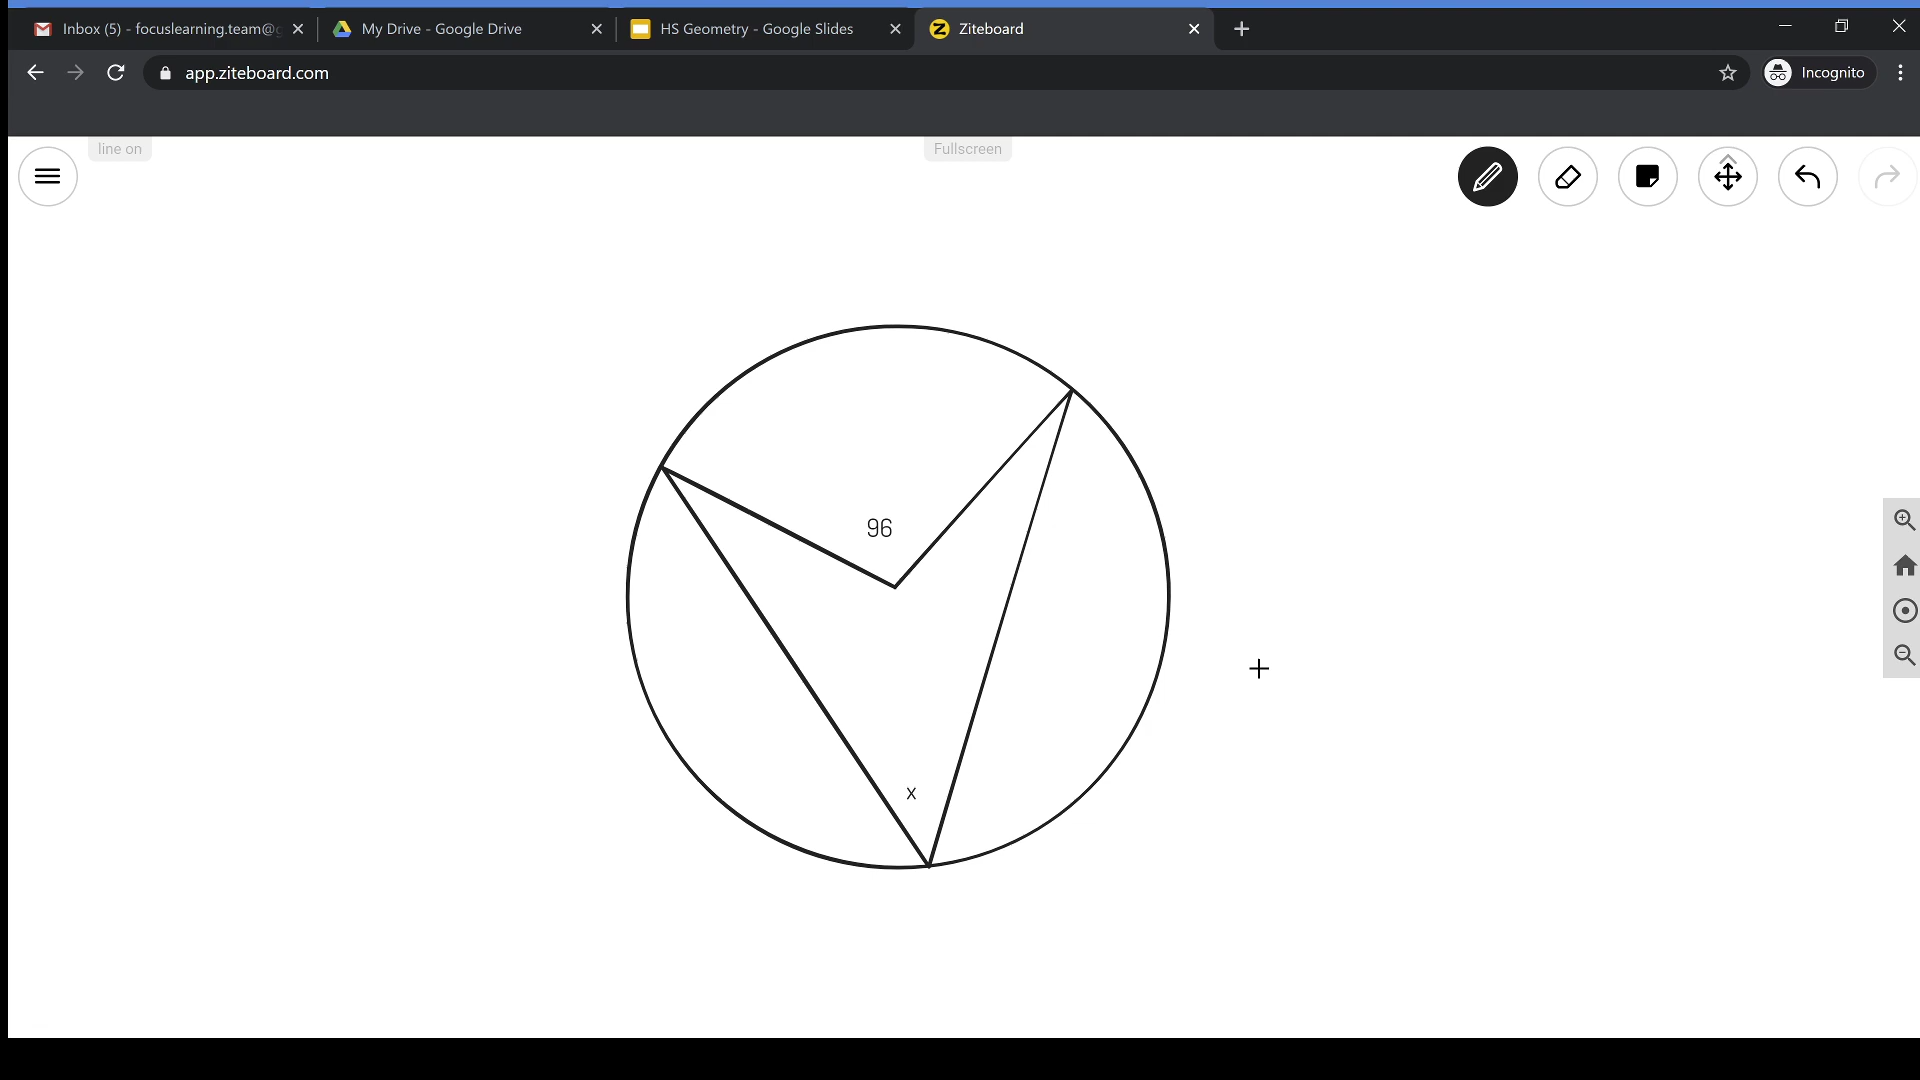 Inbox (5) - focuslearning.team@g
My Drive - Google Drive
HS Geometry - Google Slides
Ziteboard
app.ziteboard.com
Incognito
line on
Fullscreen
96
x